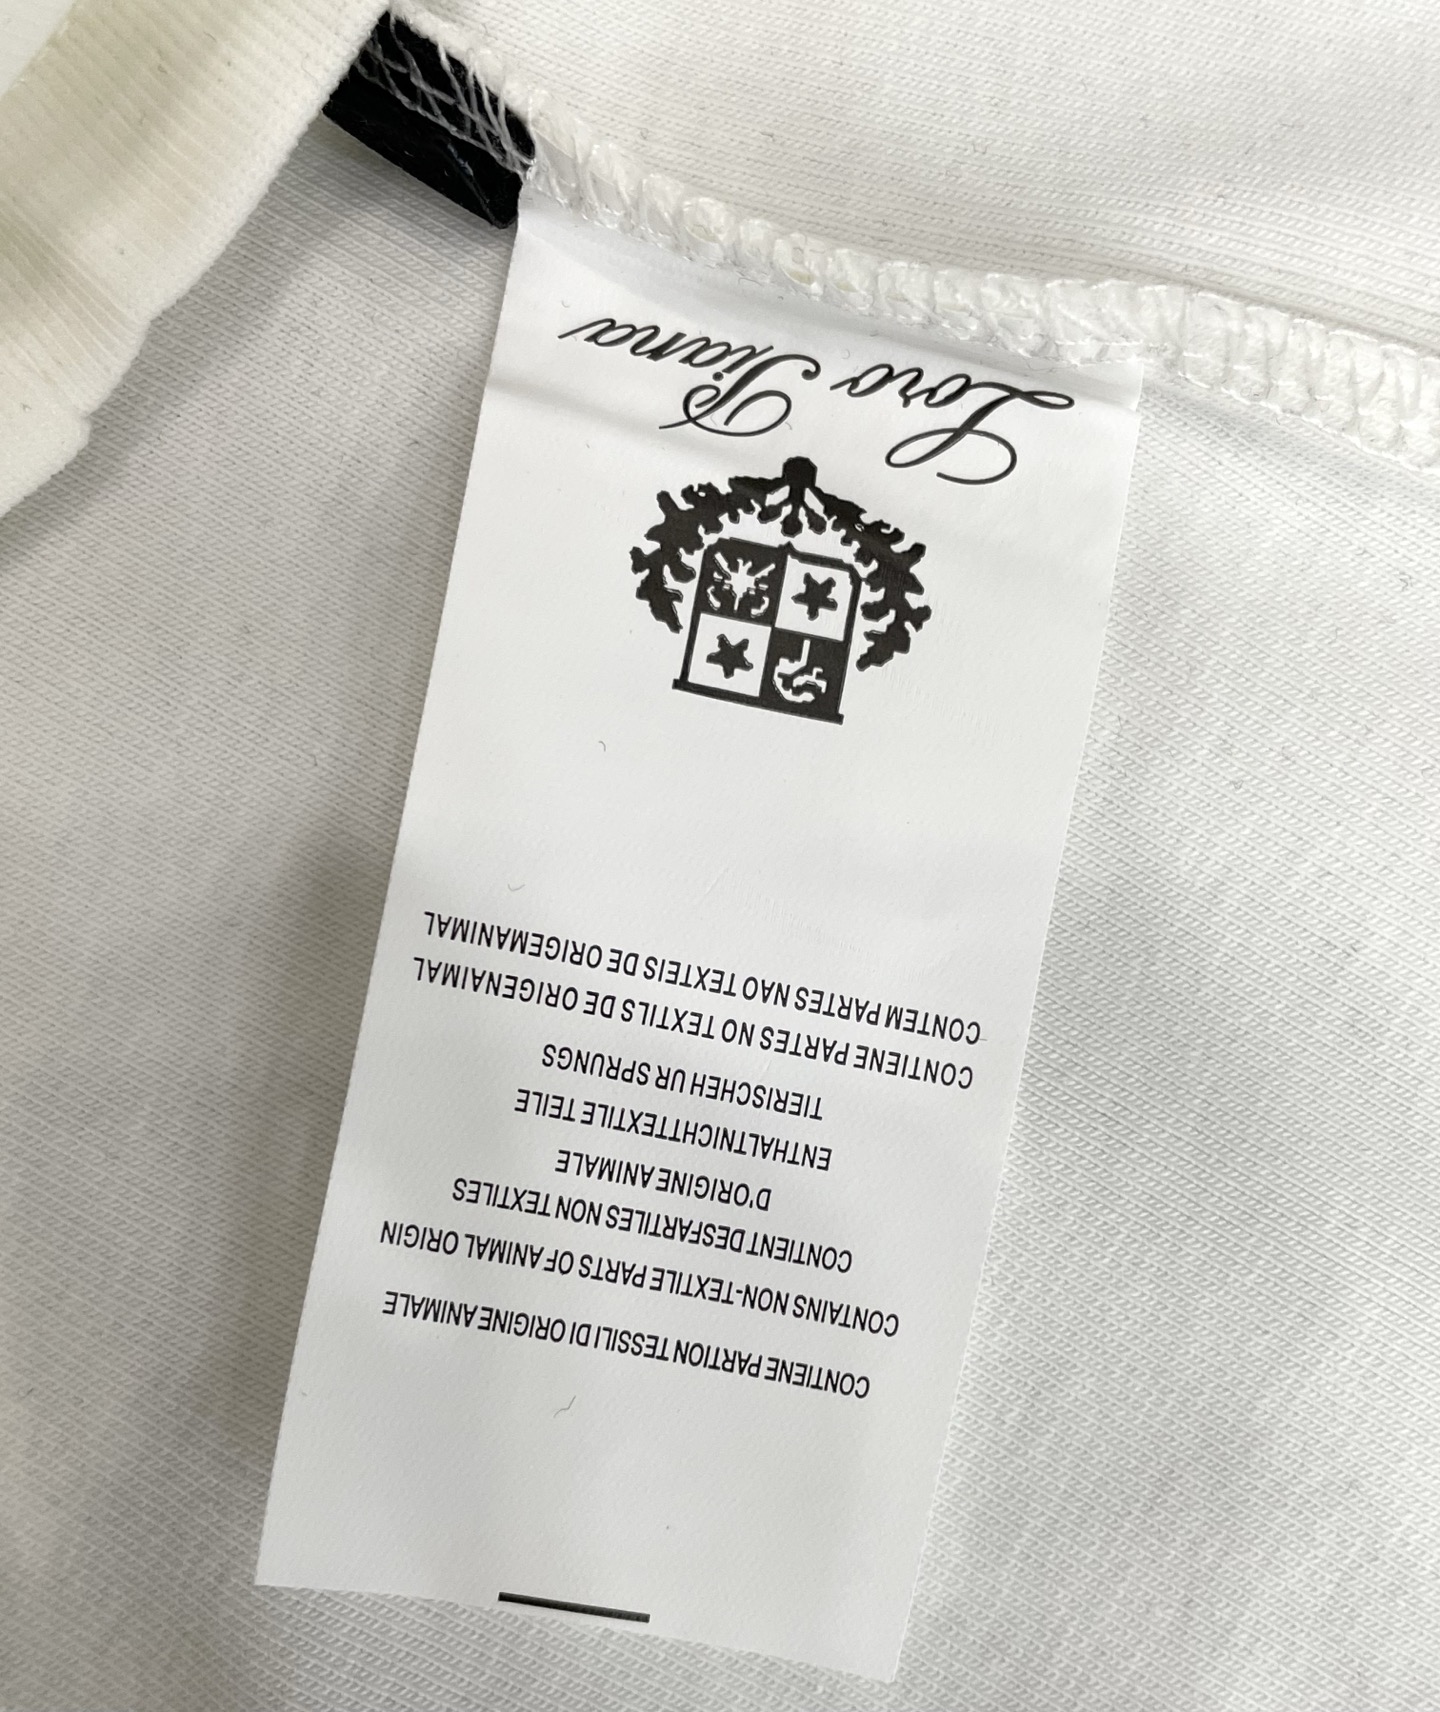 CONTIENE PARTION TESSILI DI ORIGINE ANIMALE
CONTAINS NON-TEXTILE PARTS OF ANIMAL ORIGIN
CONTIENT DESFARTILES NON TEXTILES
D'ORIGINE ANIMALE
ENTHALTNICHTTEXTILE TEILE
TIERISCHEH UR SPRUNGS
CONTIENE PARTES NO TEXTILS DE ORIGENAIMAL
CONTEM PARTES NAO TEXTEIS DE ORIGEMANIMAL
Loro Piana